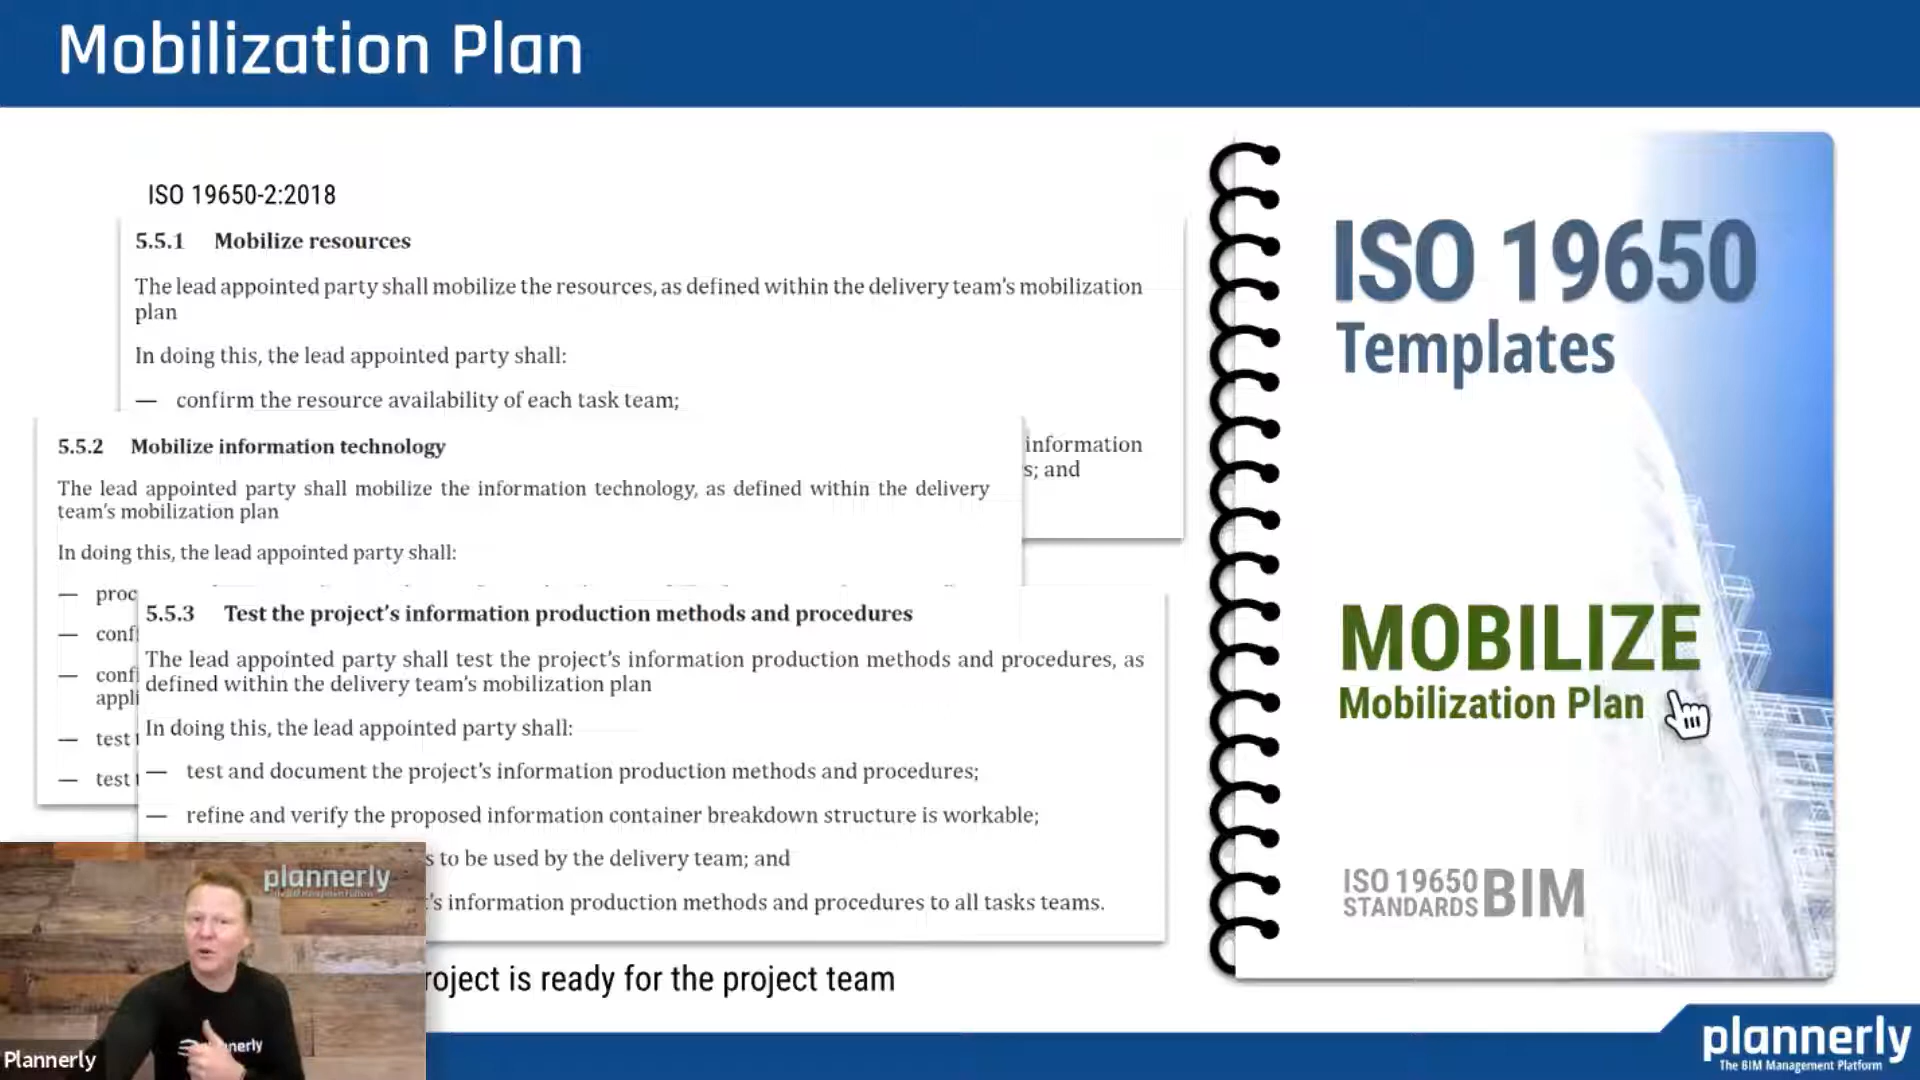 Mobilization Plan
ISO 19650-2:2018
5.5.1 Mobilize resources
The lead appointed party shall mobilize the resources, as defined within the delivery team's mobilization
plan
In doing this, the lead appointed party shall:
— confirm the resource availability of each task team;
information
s; and
5.5.2 Mobilize information technology
The lead appointed party shall mobilize the information technology, as defined within the delivery
team's mobilization plan
In doing this, the lead appointed party shall:
— proc
— conf
— conf
appli
— test
— test
5.5.3 Test the project's information production methods and procedures
The lead appointed party shall test the project's information production methods and procedures, as
defined within the delivery team's mobilization plan
In doing this, the lead appointed party shall:
— test and document the project's information production methods and procedures;
— refine and verify the proposed information container breakdown structure is workable;
s to be used by the delivery team; and
's information production methods and procedures to all tasks teams.
roject is ready for the project team
ISO 19650
Templates
MOBILIZE
Mobilization Plan
ISO 19650
STANDARDS BIM
plannerly
Plannerly
plannerly
The BIM Management Platform